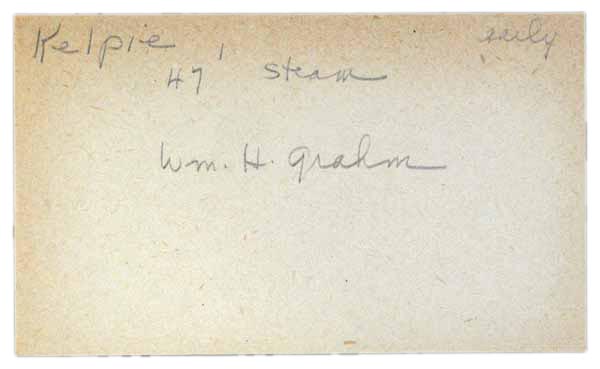 Kelpie early
47' steam
Wm. H. Grahm